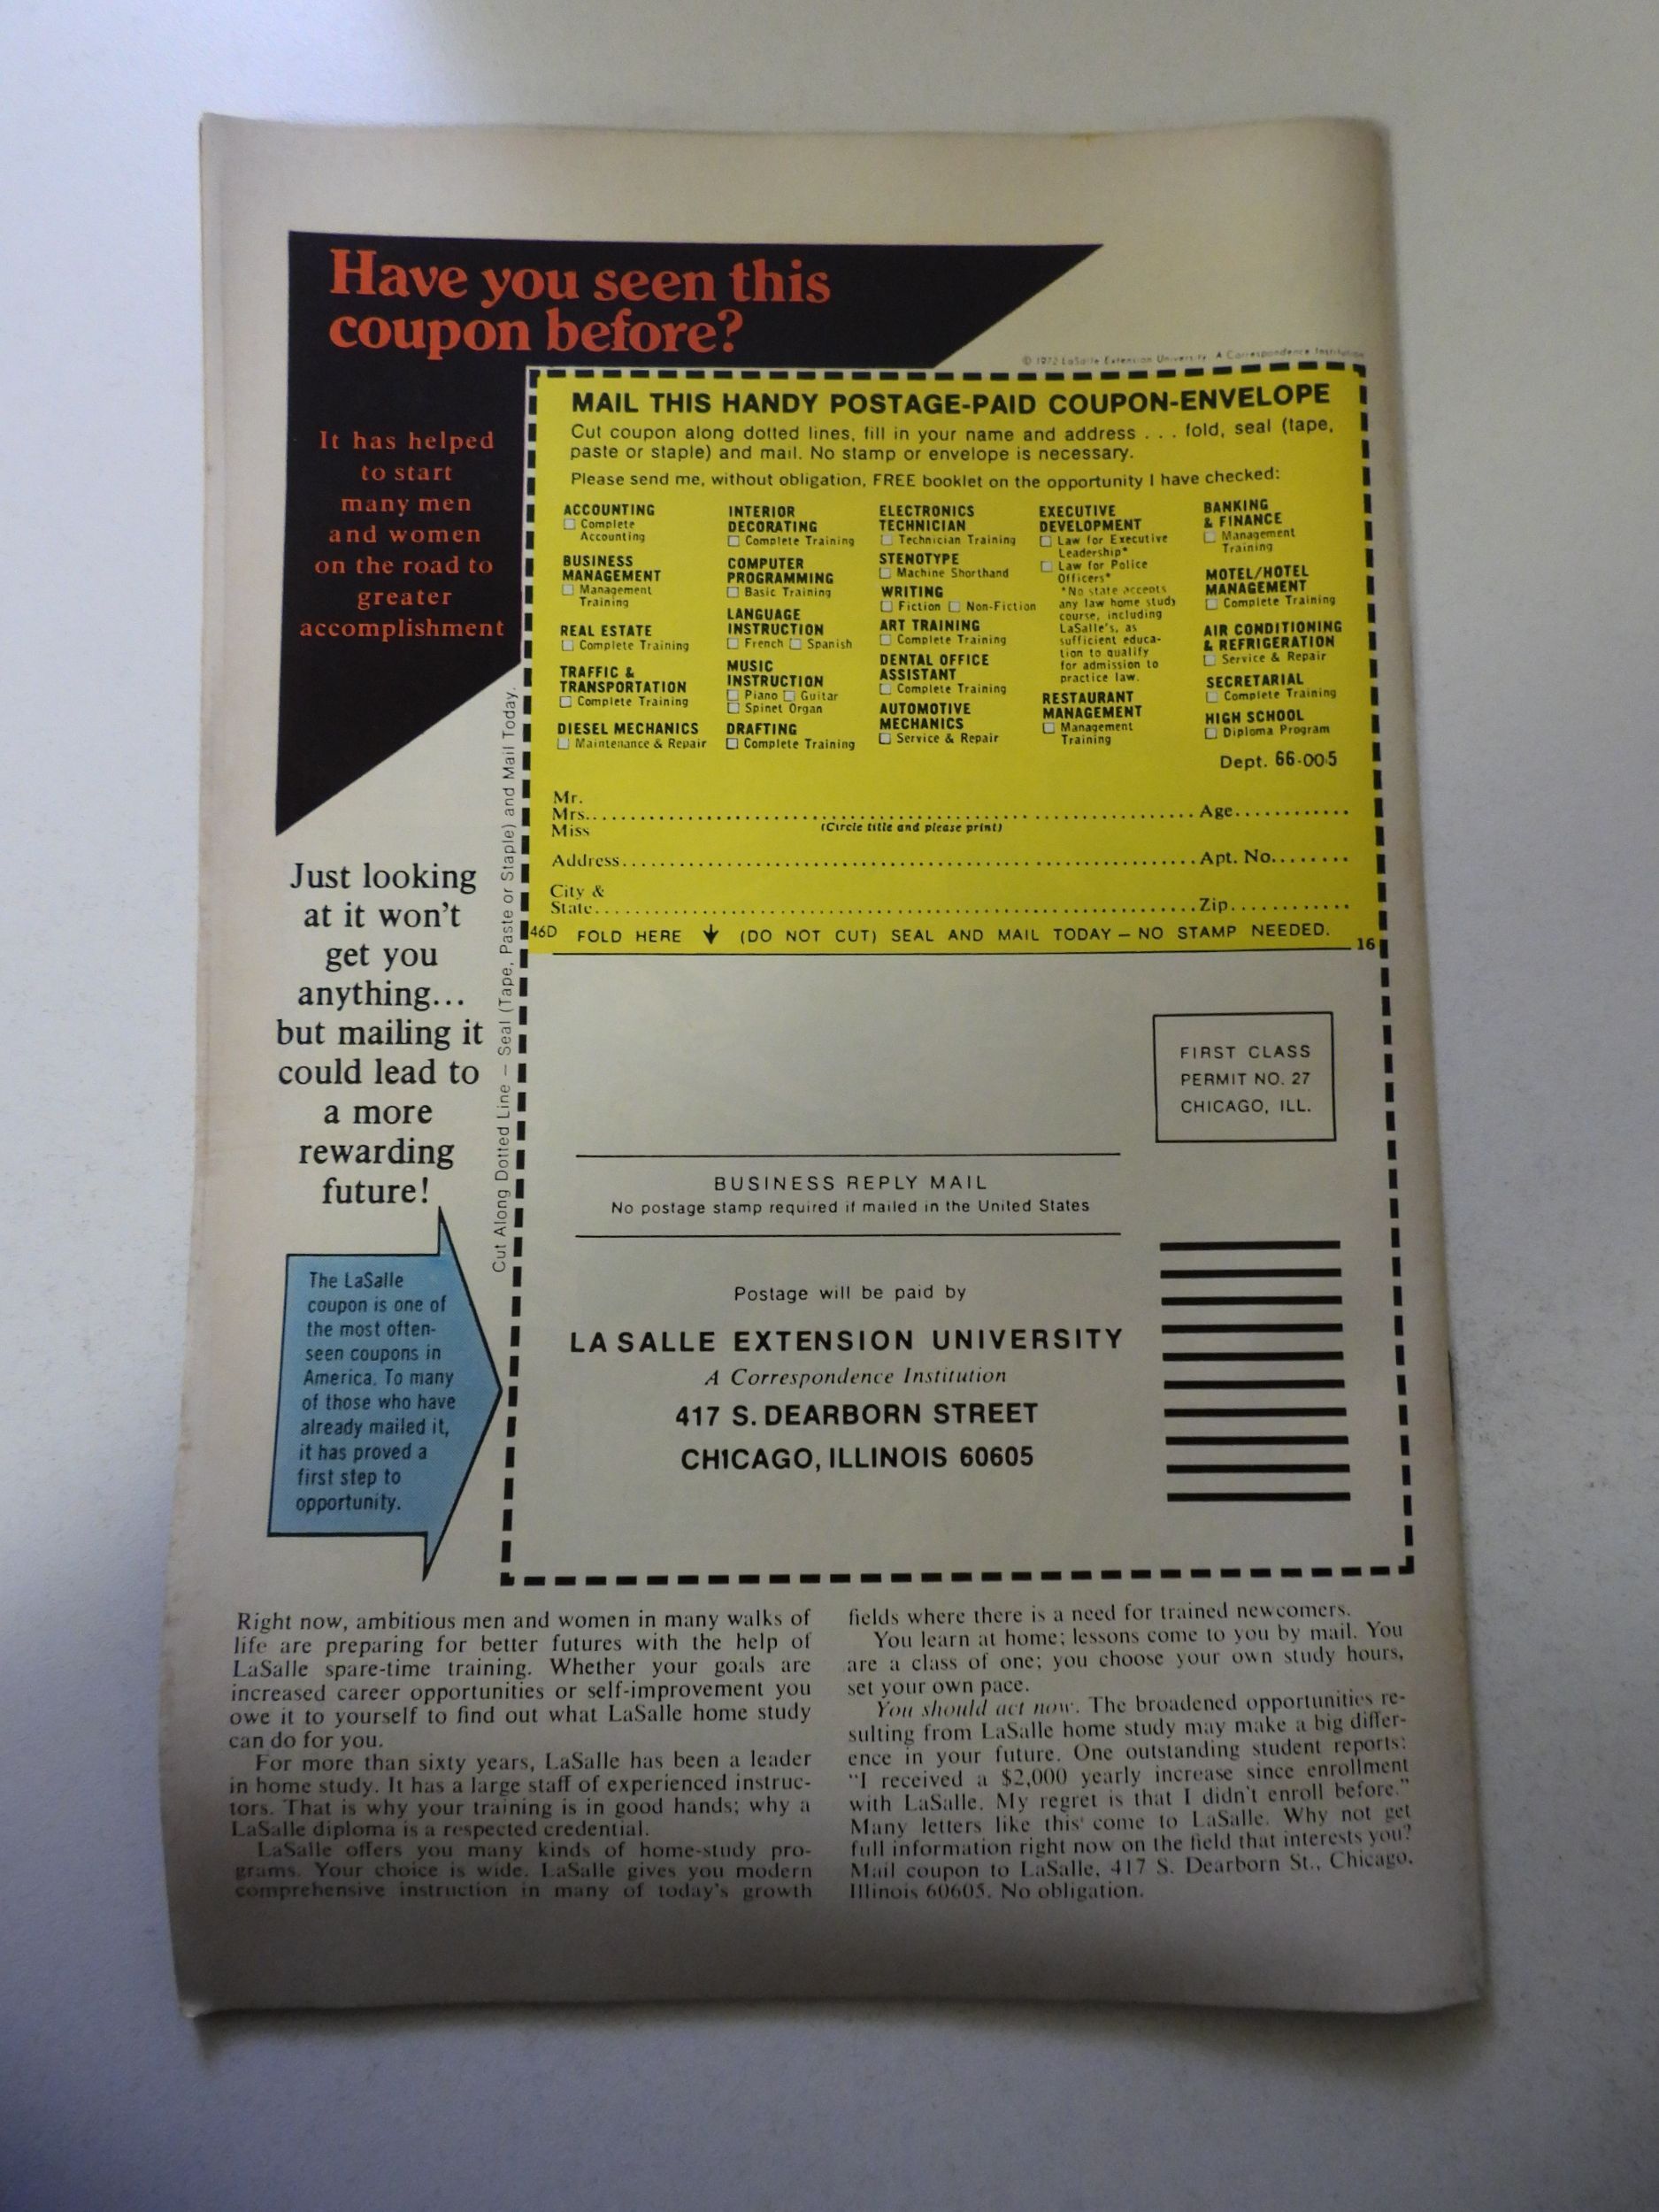 Have you seen this
coupon before?
It has helped
to start
many men
and women
on the road to
greater
accomplishment
Just looking
at it won't
get you
anything...
but mailing it
could lead to
a more
rewarding
future!
The LaSalle
coupon is one of
the most often-
seen coupons in
America. To many
of those who have
already mailed it,
it has proved a
first step to
opportunity.
Cut Along Dotted Line — Seal (Tape, Paste or Staple) and Mail Today.
© 1972 LaSalle Extension University. A Correspondence Institution
MAIL THIS HANDY POSTAGE-PAID COUPON-ENVELOPE
Cut coupon along dotted lines, fill in your name and address . . . fold, seal (tape,
paste or staple) and mail. No stamp or envelope is necessary.
Please send me, without obligation, FREE booklet on the opportunity I have checked:
ACCOUNTING
☐ Complete
Accounting
BUSINESS
MANAGEMENT
☐ Management
Training
REAL ESTATE
☐ Complete Training
TRAFFIC &
TRANSPORTATION
☐ Complete Training
DIESEL MECHANICS
☐ Maintenance & Repair
INTERIOR
DECORATING
☐ Complete Training
COMPUTER
PROGRAMMING
☐ Basic Training
LANGUAGE
INSTRUCTION
☐ French ☐ Spanish
MUSIC
INSTRUCTION
☐ Piano ☐ Guitar
☐ Spinet Organ
DRAFTING
☐ Complete Training
ELECTRONICS
TECHNICIAN
☐ Technician Training
STENOTYPE
☐ Machine Shorthand
WRITING
☐ Fiction ☐ Non-Fiction
ART TRAINING
☐ Complete Training
DENTAL OFFICE
ASSISTANT
☐ Complete Training
AUTOMOTIVE
MECHANICS
☐ Service & Repair
EXECUTIVE
DEVELOPMENT
☐ Law for Executive
Leadership*
☐ Law for Police
Officers*
*No state accepts
any law home study
course, including
LaSalle's, as
sufficient educa-
tion to qualify
for admission to
practice law.
RESTAURANT
MANAGEMENT
☐ Management
Training
BANKING
& FINANCE
☐ Management
Training
MOTEL/HOTEL
MANAGEMENT
☐ Complete Training
AIR CONDITIONING
& REFRIGERATION
☐ Service & Repair
SECRETARIAL
☐ Complete Training
HIGH SCHOOL
☐ Diploma Program
Dept. 66-005
Mr.
Mrs. Age
Miss (Circle title and please print)
Address Apt. No.
City &
State Zip
46D FOLD HERE ↓ (DO NOT CUT) SEAL AND MAIL TODAY — NO STAMP NEEDED.
16
FIRST CLASS
PERMIT NO. 27
CHICAGO, ILL.
BUSINESS REPLY MAIL
No postage stamp required if mailed in the United States
Postage will be paid by
LA SALLE EXTENSION UNIVERSITY
A Correspondence Institution
417 S. DEARBORN STREET
CHICAGO, ILLINOIS 60605
Right now, ambitious men and women in many walks of
life are preparing for better futures with the help of
LaSalle spare-time training. Whether your goals are
increased career opportunities or self-improvement you
owe it to yourself to find out what LaSalle home study
can do for you.
For more than sixty years, LaSalle has been a leader
in home study. It has a large staff of experienced instruc-
tors. That is why your training is in good hands; why a
LaSalle diploma is a respected credential.
LaSalle offers you many kinds of home-study pro-
grams. Your choice is wide. LaSalle gives you modern
comprehensive instruction in many of today's growth
fields where there is a need for trained newcomers.
You learn at home; lessons come to you by mail. You
are a class of one; you choose your own study hours,
set your own pace.
You should act now. The broadened opportunities re-
sulting from LaSalle home study may make a big differ-
ence in your future. One outstanding student reports:
"I received a $2,000 yearly increase since enrollment
with LaSalle. My regret is that I didn't enroll before."
Many letters like this come to LaSalle. Why not get
full information right now on the field that interests you?
Mail coupon to LaSalle, 417 S. Dearborn St., Chicago,
Illinois 60605. No obligation.